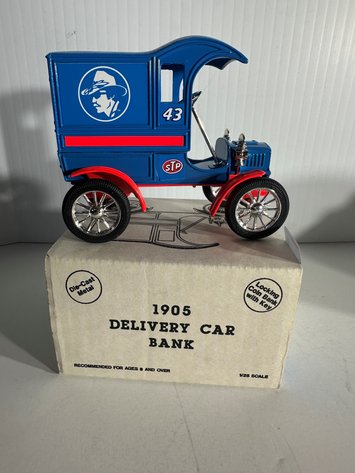 43
STP
Die-Cast
Metal
Locking
Coin Bank
with Key
1905
DELIVERY CAR
BANK
RECOMMENDED FOR AGES 8 AND OVER
1/25 SCALE